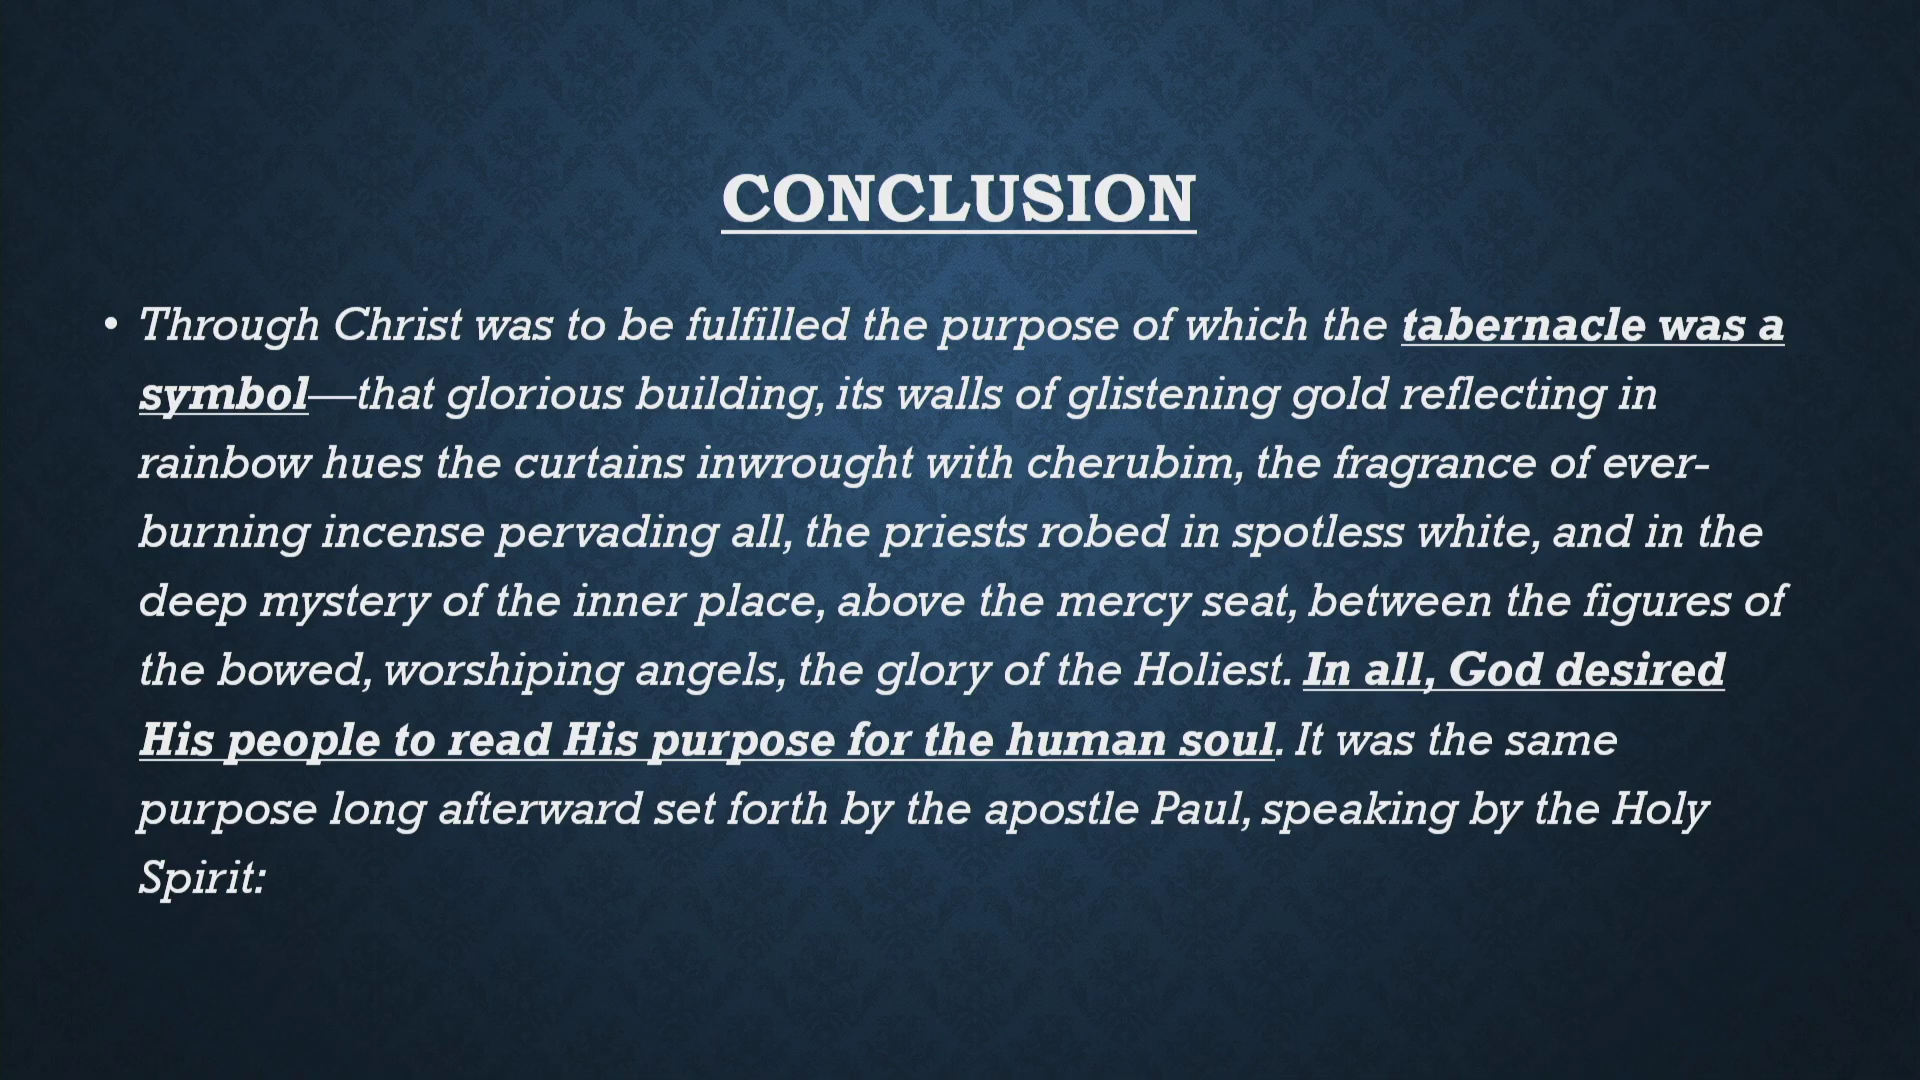 CONCLUSION
• Through Christ was to be fulfilled the purpose of which the tabernacle was a
symbol—that glorious building, its walls of glistening gold reflecting in
rainbow hues the curtains inwrought with cherubim, the fragrance of ever-
burning incense pervading all, the priests robed in spotless white, and in the
deep mystery of the inner place, above the mercy seat, between the figures of
the bowed, worshiping angels, the glory of the Holiest. In all, God desired
His people to read His purpose for the human soul. It was the same
purpose long afterward set forth by the apostle Paul, speaking by the Holy
Spirit: